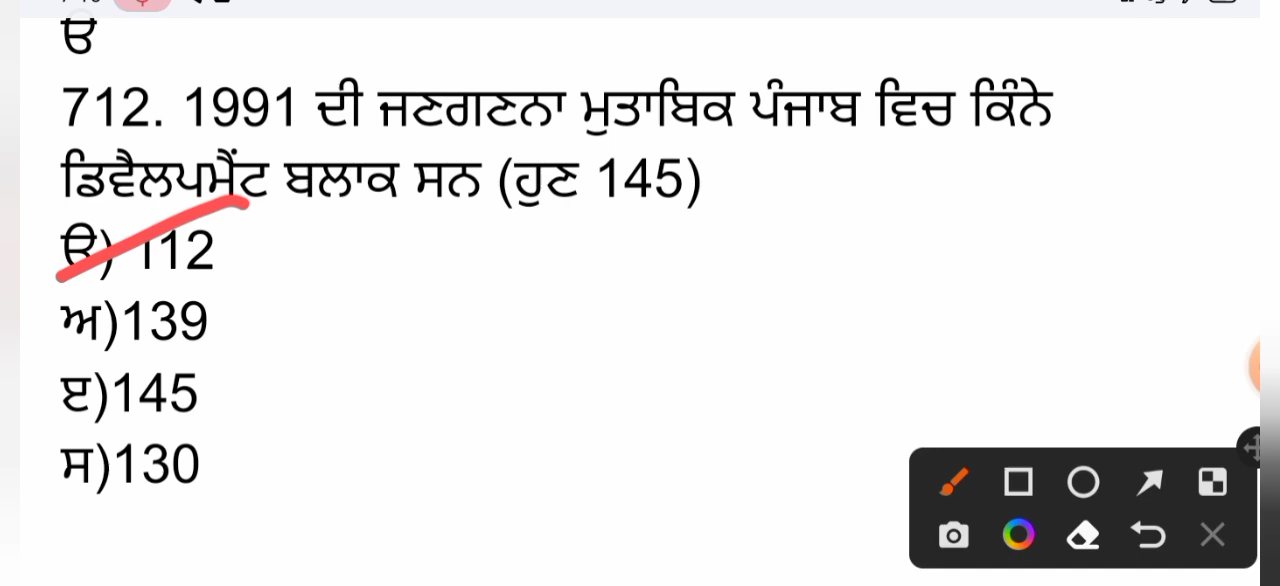 ੳ
712. 1991 ਦੀ ਜਣਗਣਨਾ ਮੁਤਾਬਿਕ ਪੰਜਾਬ ਵਿਚ ਕਿੰਨੇ
ਡਿਵੈਲਪਮੈਂਟ ਬਲਾਕ ਸਨ (ਹੁਣ 145)
ੳ) 112
ਅ)139
ੲ)145
ਸ)130